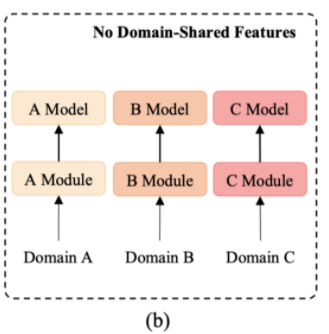 No Domain-Shared Features
A Model B Model C Model
A Module B Module C Module
Domain A Domain B Domain C
(b)